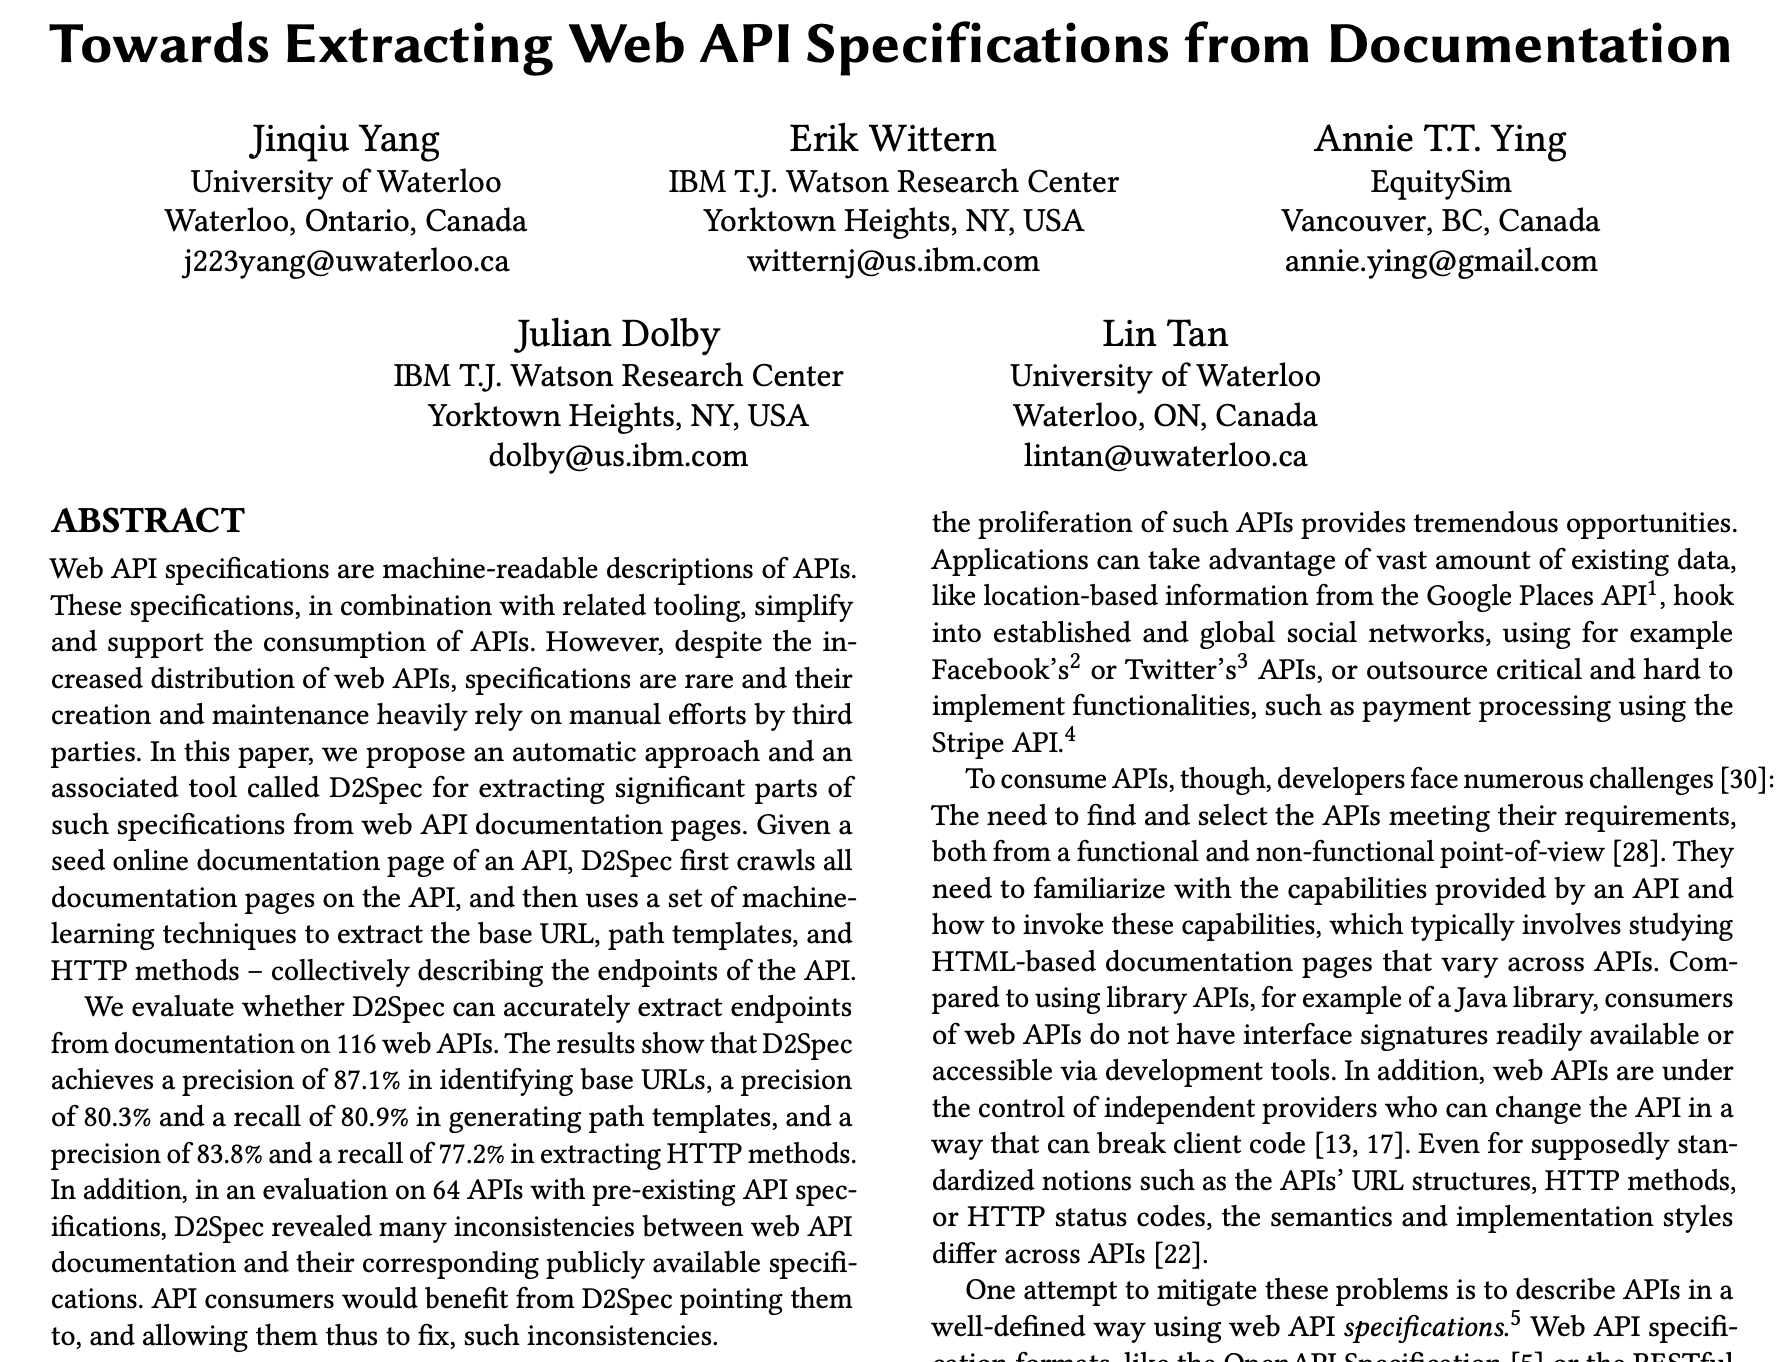 Towards Extracting Web API Specifications from Documentation
Jinqiu Yang
University of Waterloo
Waterloo, Ontario, Canada
j223yang@uwaterloo.ca
Erik Wittern
IBM T.J. Watson Research Center
Yorktown Heights, NY, USA
witternj@us.ibm.com
Annie T.T. Ying
EquitySim
Vancouver, BC, Canada
annie.ying@gmail.com
Julian Dolby
IBM T.J. Watson Research Center
Yorktown Heights, NY, USA
dolby@us.ibm.com
Lin Tan
University of Waterloo
Waterloo, ON, Canada
lintan@uwaterloo.ca
ABSTRACT
Web API specifications are machine-readable descriptions of APIs.
These specifications, in combination with related tooling, simplify
and support the consumption of APIs. However, despite the in-
creased distribution of web APIs, specifications are rare and their
creation and maintenance heavily rely on manual efforts by third
parties. In this paper, we propose an automatic approach and an
associated tool called D2Spec for extracting significant parts of
such specifications from web API documentation pages. Given a
seed online documentation page of an API, D2Spec first crawls all
documentation pages on the API, and then uses a set of machine-
learning techniques to extract the base URL, path templates, and
HTTP methods – collectively describing the endpoints of the API.
We evaluate whether D2Spec can accurately extract endpoints
from documentation on 116 web APIs. The results show that D2Spec
achieves a precision of 87.1% in identifying base URLs, a precision
of 80.3% and a recall of 80.9% in generating path templates, and a
precision of 83.8% and a recall of 77.2% in extracting HTTP methods.
In addition, in an evaluation on 64 APIs with pre-existing API spec-
ifications, D2Spec revealed many inconsistencies between web API
documentation and their corresponding publicly available specifi-
cations. API consumers would benefit from D2Spec pointing them
to, and allowing them thus to fix, such inconsistencies.
the proliferation of such APIs provides tremendous opportunities.
Applications can take advantage of vast amount of existing data,
like location-based information from the Google Places API1, hook
into established and global social networks, using for example
Facebook's2 or Twitter's3 APIs, or outsource critical and hard to
implement functionalities, such as payment processing using the
Stripe API.4
To consume APIs, though, developers face numerous challenges [30]:
The need to find and select the APIs meeting their requirements,
both from a functional and non-functional point-of-view [28]. They
need to familiarize with the capabilities provided by an API and
how to invoke these capabilities, which typically involves studying
HTML-based documentation pages that vary across APIs. Com-
pared to using library APIs, for example of a Java library, consumers
of web APIs do not have interface signatures readily available or
accessible via development tools. In addition, web APIs are under
the control of independent providers who can change the API in a
way that can break client code [13, 17]. Even for supposedly stan-
dardized notions such as the APIs' URL structures, HTTP methods,
or HTTP status codes, the semantics and implementation styles
differ across APIs [22].
One attempt to mitigate these problems is to describe APIs in a
well-defined way using web API specifications.5 Web API specifi-
cation formats, like the OpenAPI Specification [5] or the RESTful